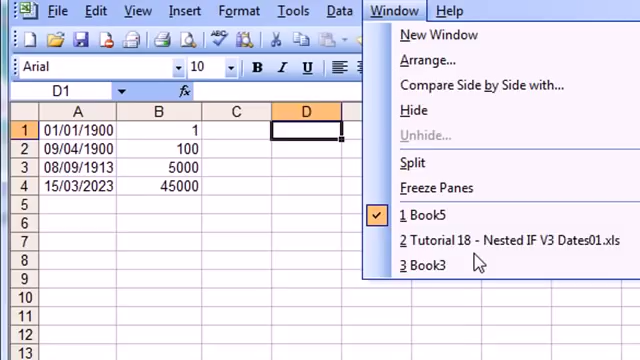 File Edit View Insert Format Tools Data Window Help
Arial 10 B I U
D1 fx
A B C D
1 01/01/1900 1
2 09/04/1900 100
3 08/09/1913 5000
4 15/03/2023 45000
5
6
7
8
9
10
11
12
13
New Window
Arrange...
Compare Side by Side with...
Hide
Unhide...
Split
Freeze Panes
1 Book5
2 Tutorial 18 - Nested IF V3 Dates01.xls
3 Book3